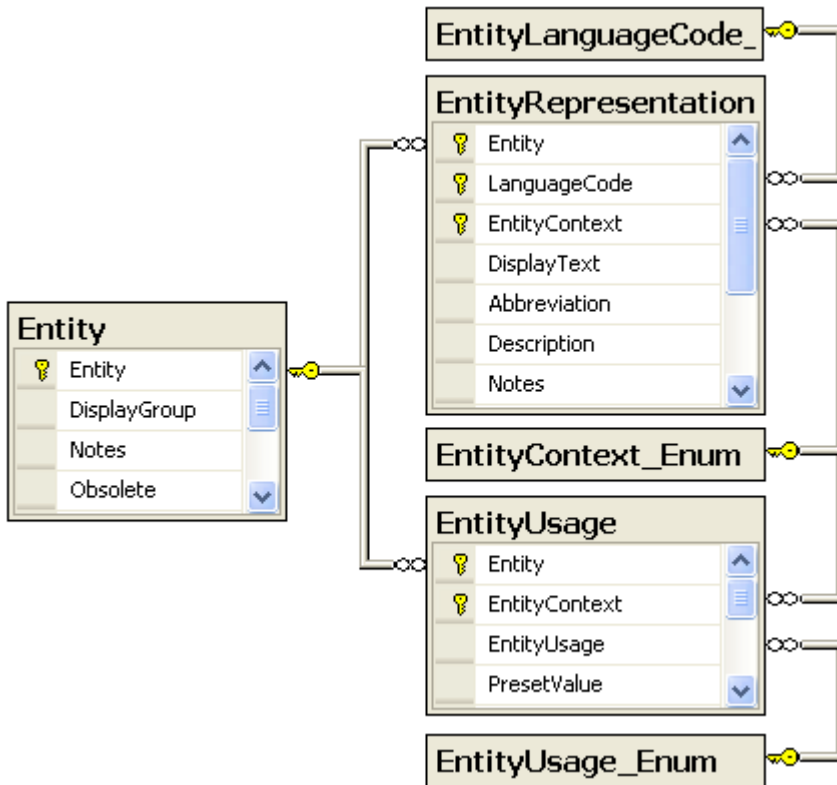 EntityLanguageCode_
EntityRepresentation
Entity
LanguageCode
EntityContext
DisplayText
Abbreviation
Description
Notes
Entity
Entity
DisplayGroup
Notes
Obsolete
EntityContext_Enum
EntityUsage
Entity
EntityContext
EntityUsage
PresetValue
EntityUsage_Enum